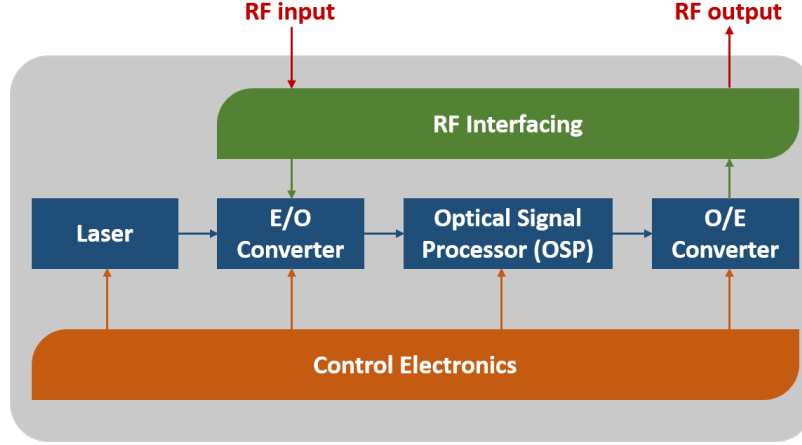 RF input
RF output
RF Interfacing
Laser
E/O
Converter
Optical Signal
Processor (OSP)
O/E
Converter
Control Electronics